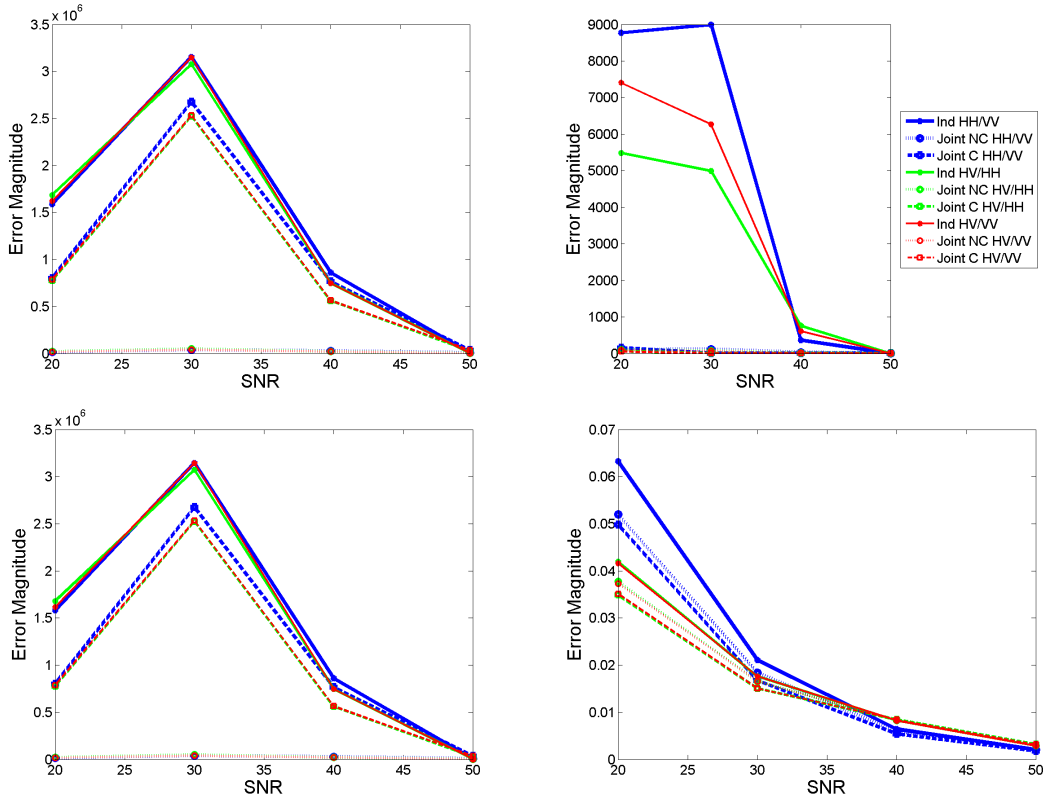 x 10^6
3.5
3
2.5
2
1.5
1
0.5
0
Error Magnitude
20 25 30 35 40 45 50
SNR
9000
8000
7000
6000
5000
4000
3000
2000
1000
0
Error Magnitude
20 25 30 35 40 45 50
SNR
Ind HH/VV
Joint NC HH/VV
Joint C HH/VV
Ind HV/HH
Joint NC HV/HH
Joint C HV/HH
Ind HV/VV
Joint NC HV/VV
Joint C HV/VV
x 10^6
3.5
3
2.5
2
1.5
1
0.5
0
Error Magnitude
20 25 30 35 40 45 50
SNR
0.07
0.06
0.05
0.04
0.03
0.02
0.01
0
Error Magnitude
20 25 30 35 40 45 50
SNR